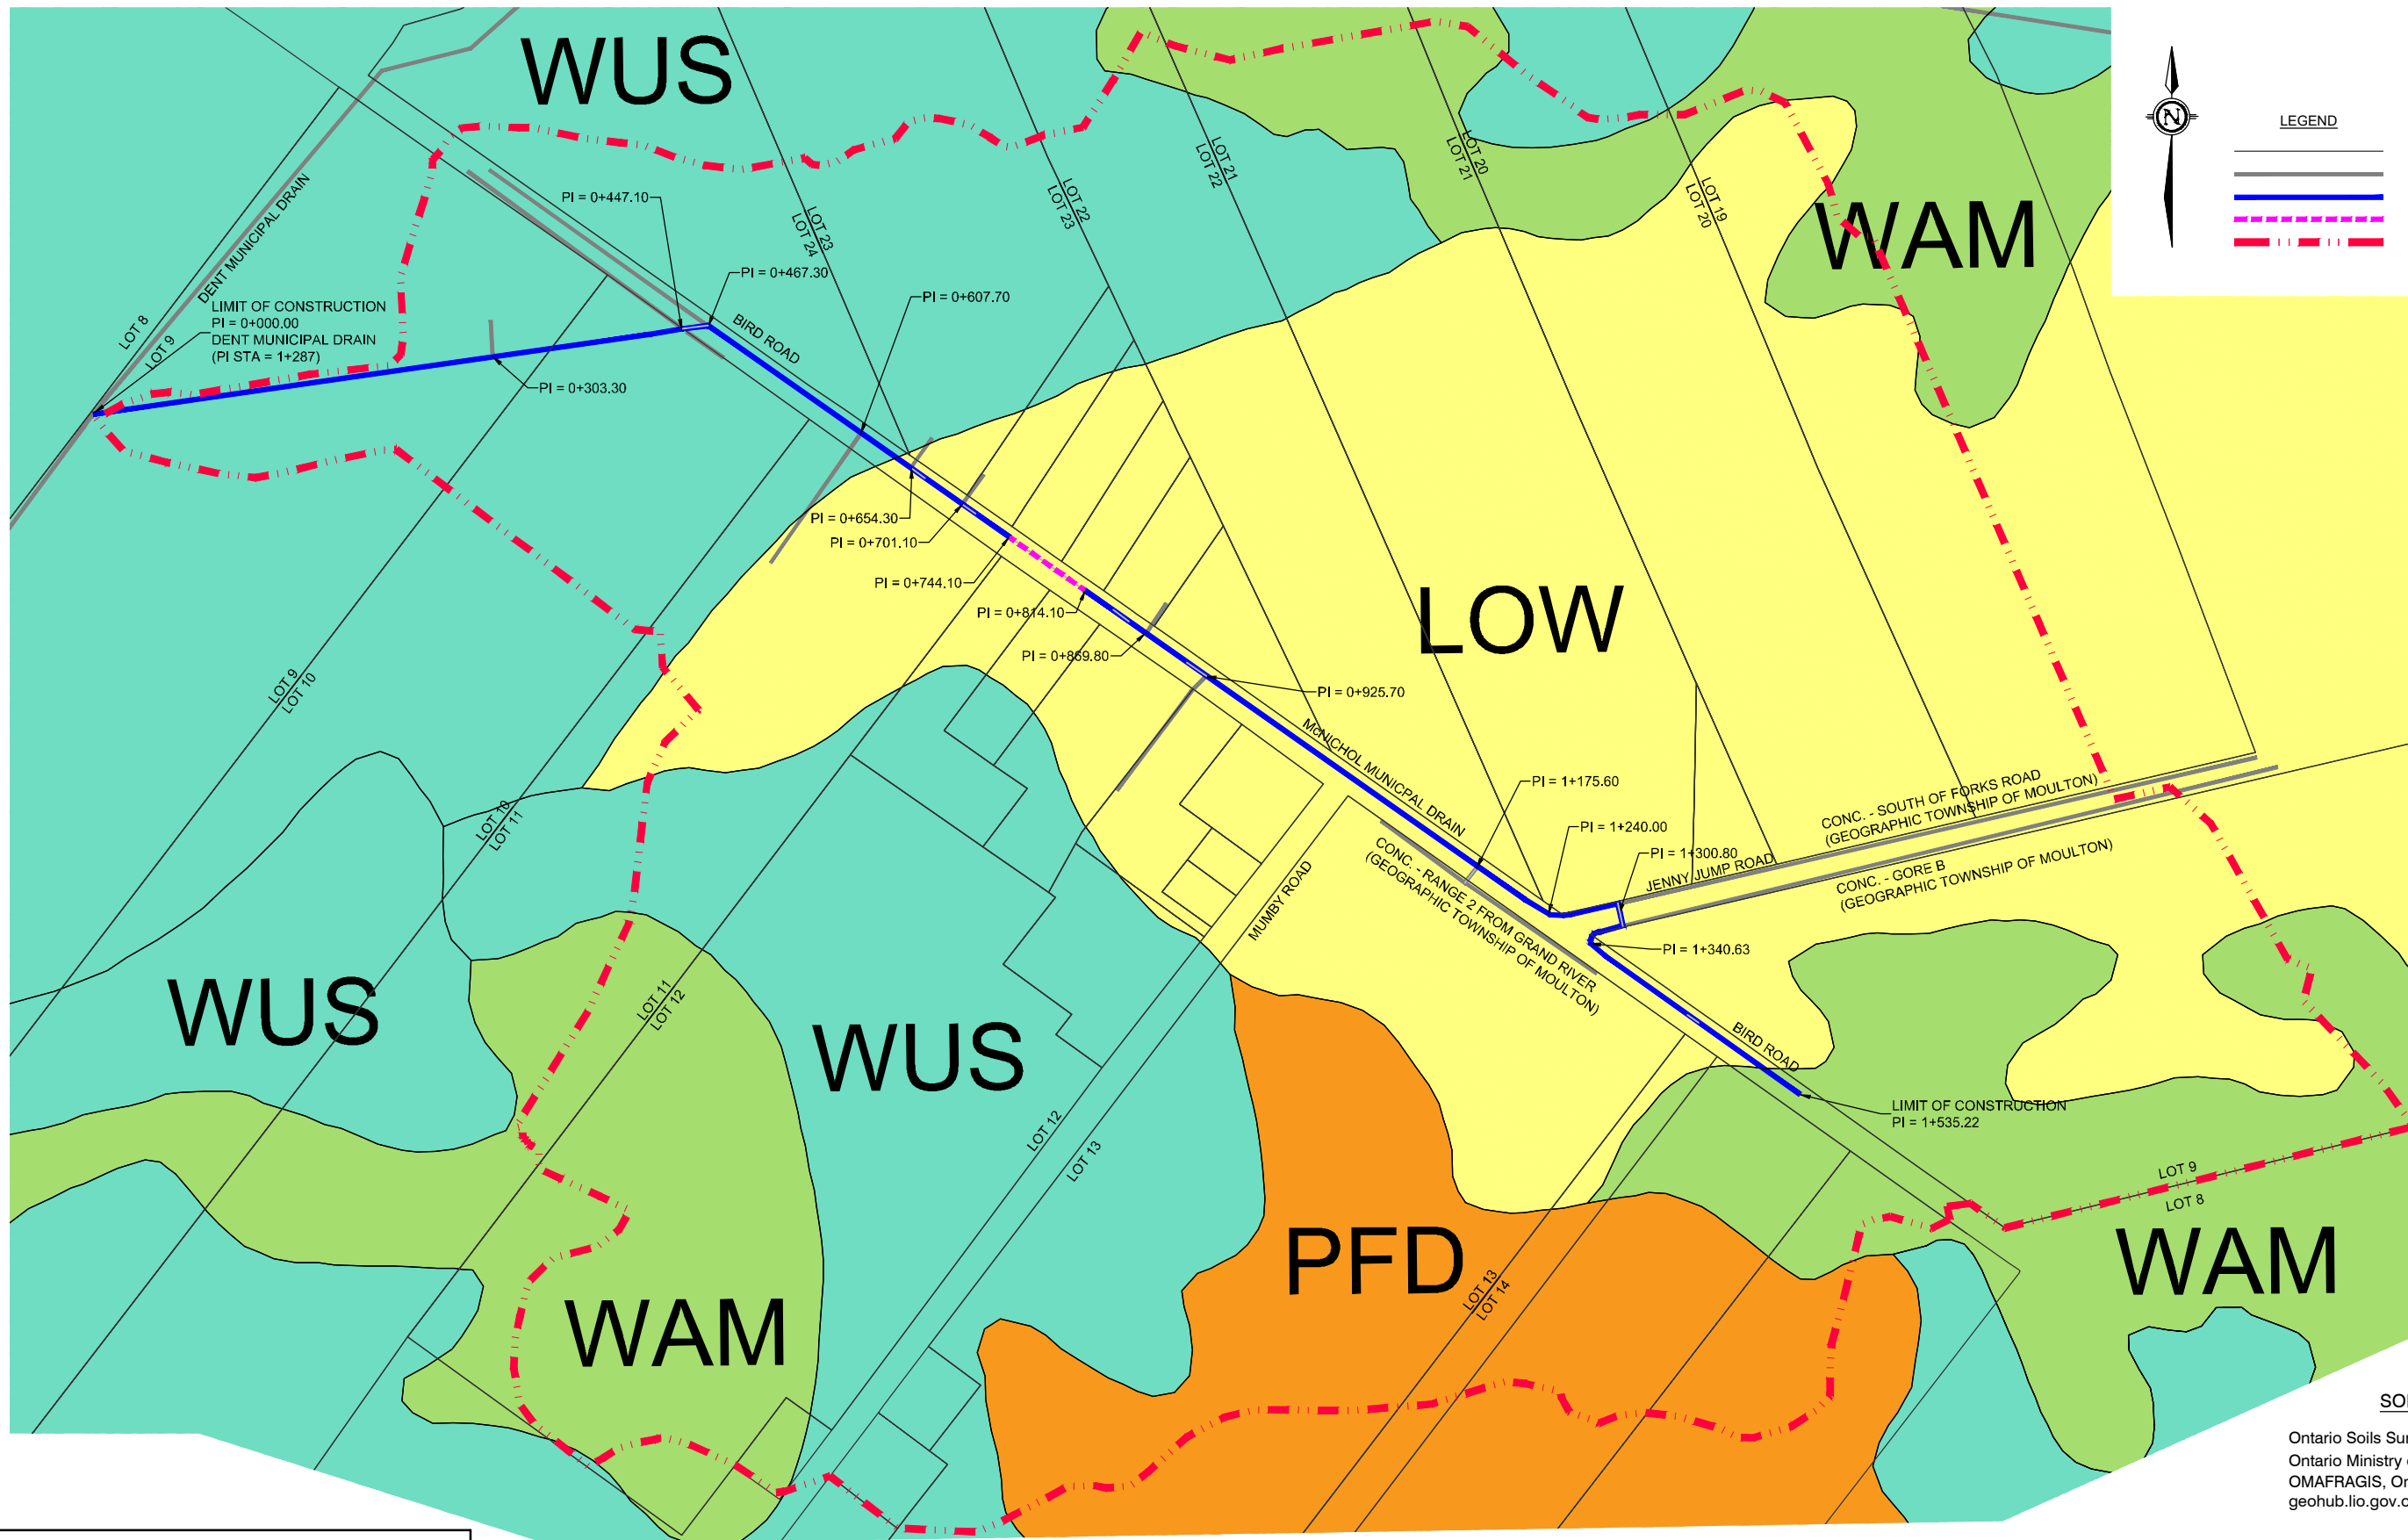 WUS
N
LEGEND
DENT MUNICIPAL DRAIN
LOT 8
LOT 9
LIMIT OF CONSTRUCTION
PI = 0+000.00
DENT MUNICIPAL DRAIN
(PI STA = 1+287)
PI = 0+447.10
PI = 0+467.30
LOT 23
LOT 24
LOT 22
LOT 23
LOT 21
LOT 22
LOT 20
LOT 21
LOT 19
LOT 20
WAM
PI = 0+607.70
BIRD ROAD
PI = 0+303.30
PI = 0+654.30
PI = 0+701.10
PI = 0+744.10
PI = 0+814.10
PI = 0+869.80
LOW
PI = 0+925.70
LOT 9
LOT 10
McNICHOL MUNICPAL DRAIN
PI = 1+175.60
PI = 1+240.00
PI = 1+300.80
CONC. - SOUTH OF FORKS ROAD
(GEOGRAPHIC TOWNSHIP OF MOULTON)
JENNY JUMP ROAD
CONC. - GORE B
(GEOGRAPHIC TOWNSHIP OF MOULTON)
LOT 10
LOT 11
MUMBY ROAD
CONC. - RANGE 2 FROM GRAND RIVER
(GEOGRAPHIC TOWNSHIP OF MOULTON)
PI = 1+340.63
LOT 11
LOT 12
WUS
WUS
BIRD ROAD
LIMIT OF CONSTRUCTION
PI = 1+535.22
LOT 12
LOT 13
LOT 9
LOT 8
PFD
LOT 13
LOT 14
WAM
WAM
Ontario Soils
Ontario Ministry
OMAFRAGIS,